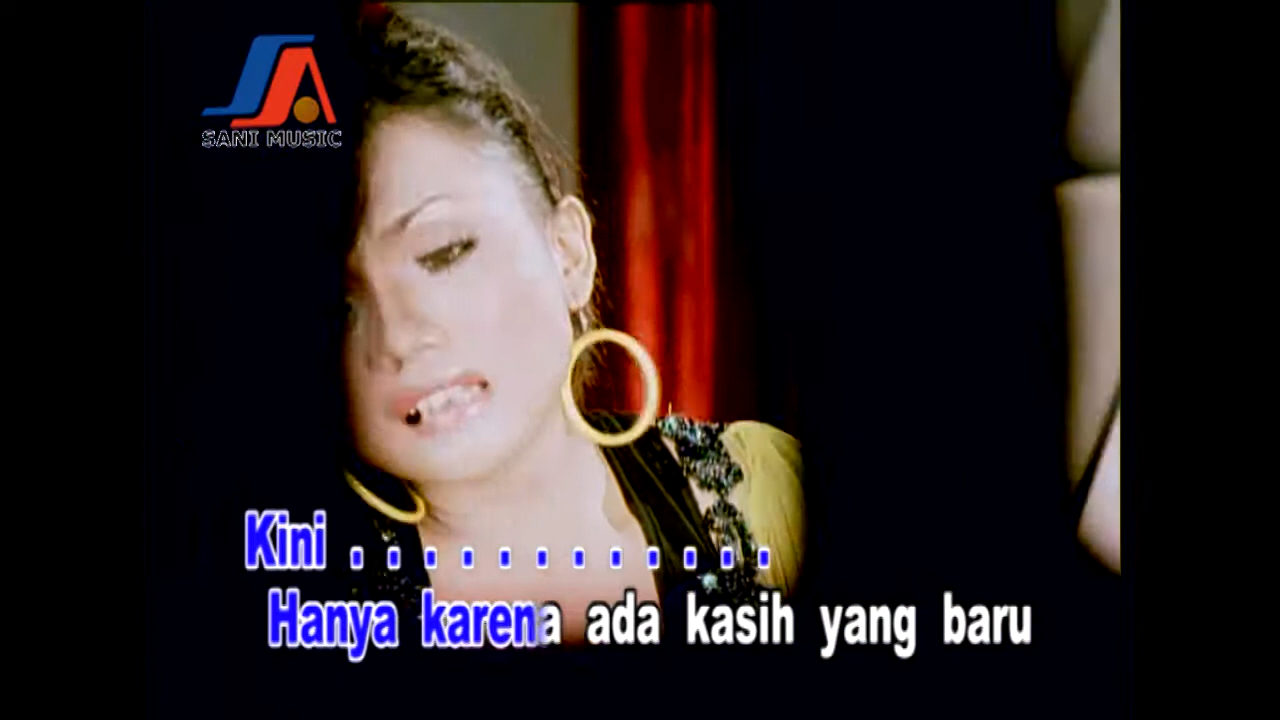 SANI MUSIC
Kini . . . . . . . . . . . .
Hanya karena ada kasih yang baru